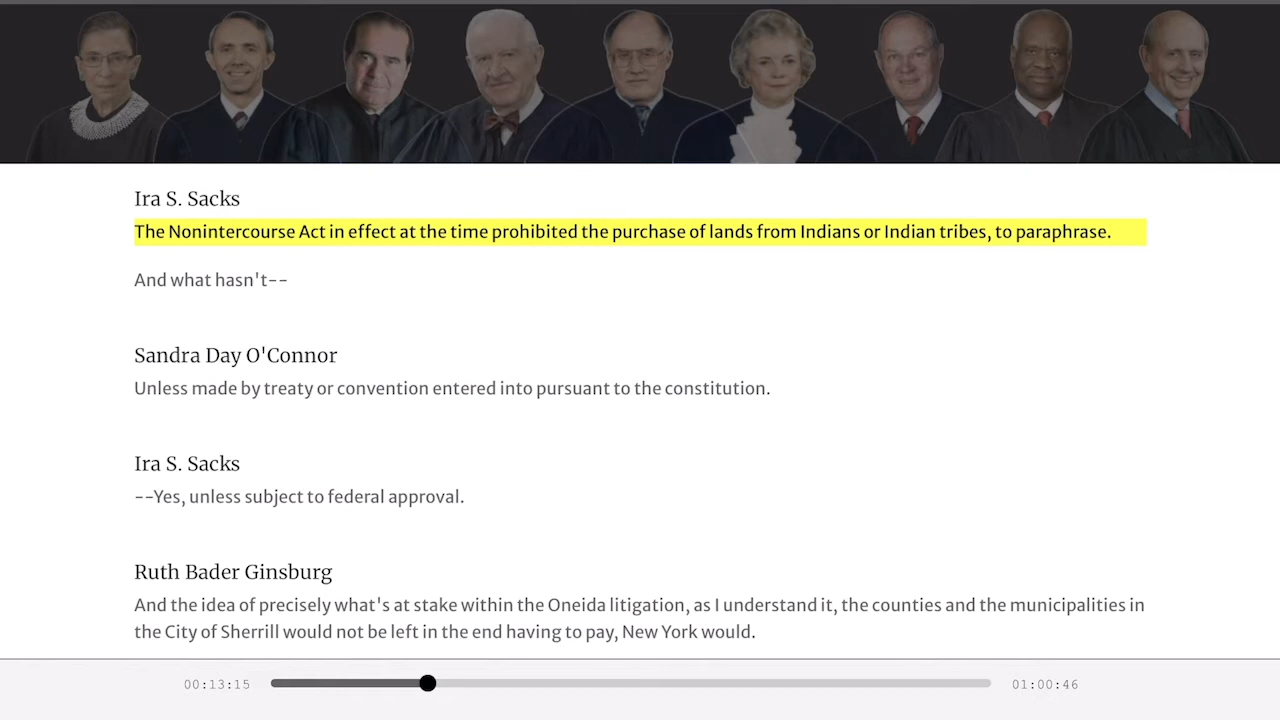 Ira S. Sacks
The Nonintercourse Act in effect at the time prohibited the purchase of lands from Indians or Indian tribes, to paraphrase.
And what hasn't--
Sandra Day O'Connor
Unless made by treaty or convention entered into pursuant to the constitution.
Ira S. Sacks
--Yes, unless subject to federal approval.
Ruth Bader Ginsburg
And the idea of precisely what's at stake within the Oneida litigation, as I understand it, the counties and the municipalities in
the City of Sherrill would not be left in the end having to pay, New York would.
00:13:15
01:00:46